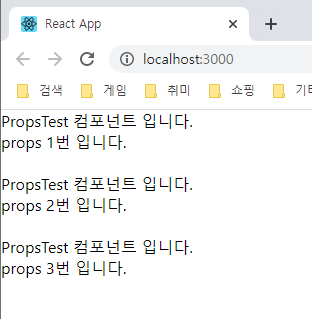 React App
localhost:3000
검색 게임 취미 쇼핑
PropsTest 컴포넌트 입니다.
props 1번 입니다.
PropsTest 컴포넌트 입니다.
props 2번 입니다.
PropsTest 컴포넌트 입니다.
props 3번 입니다.